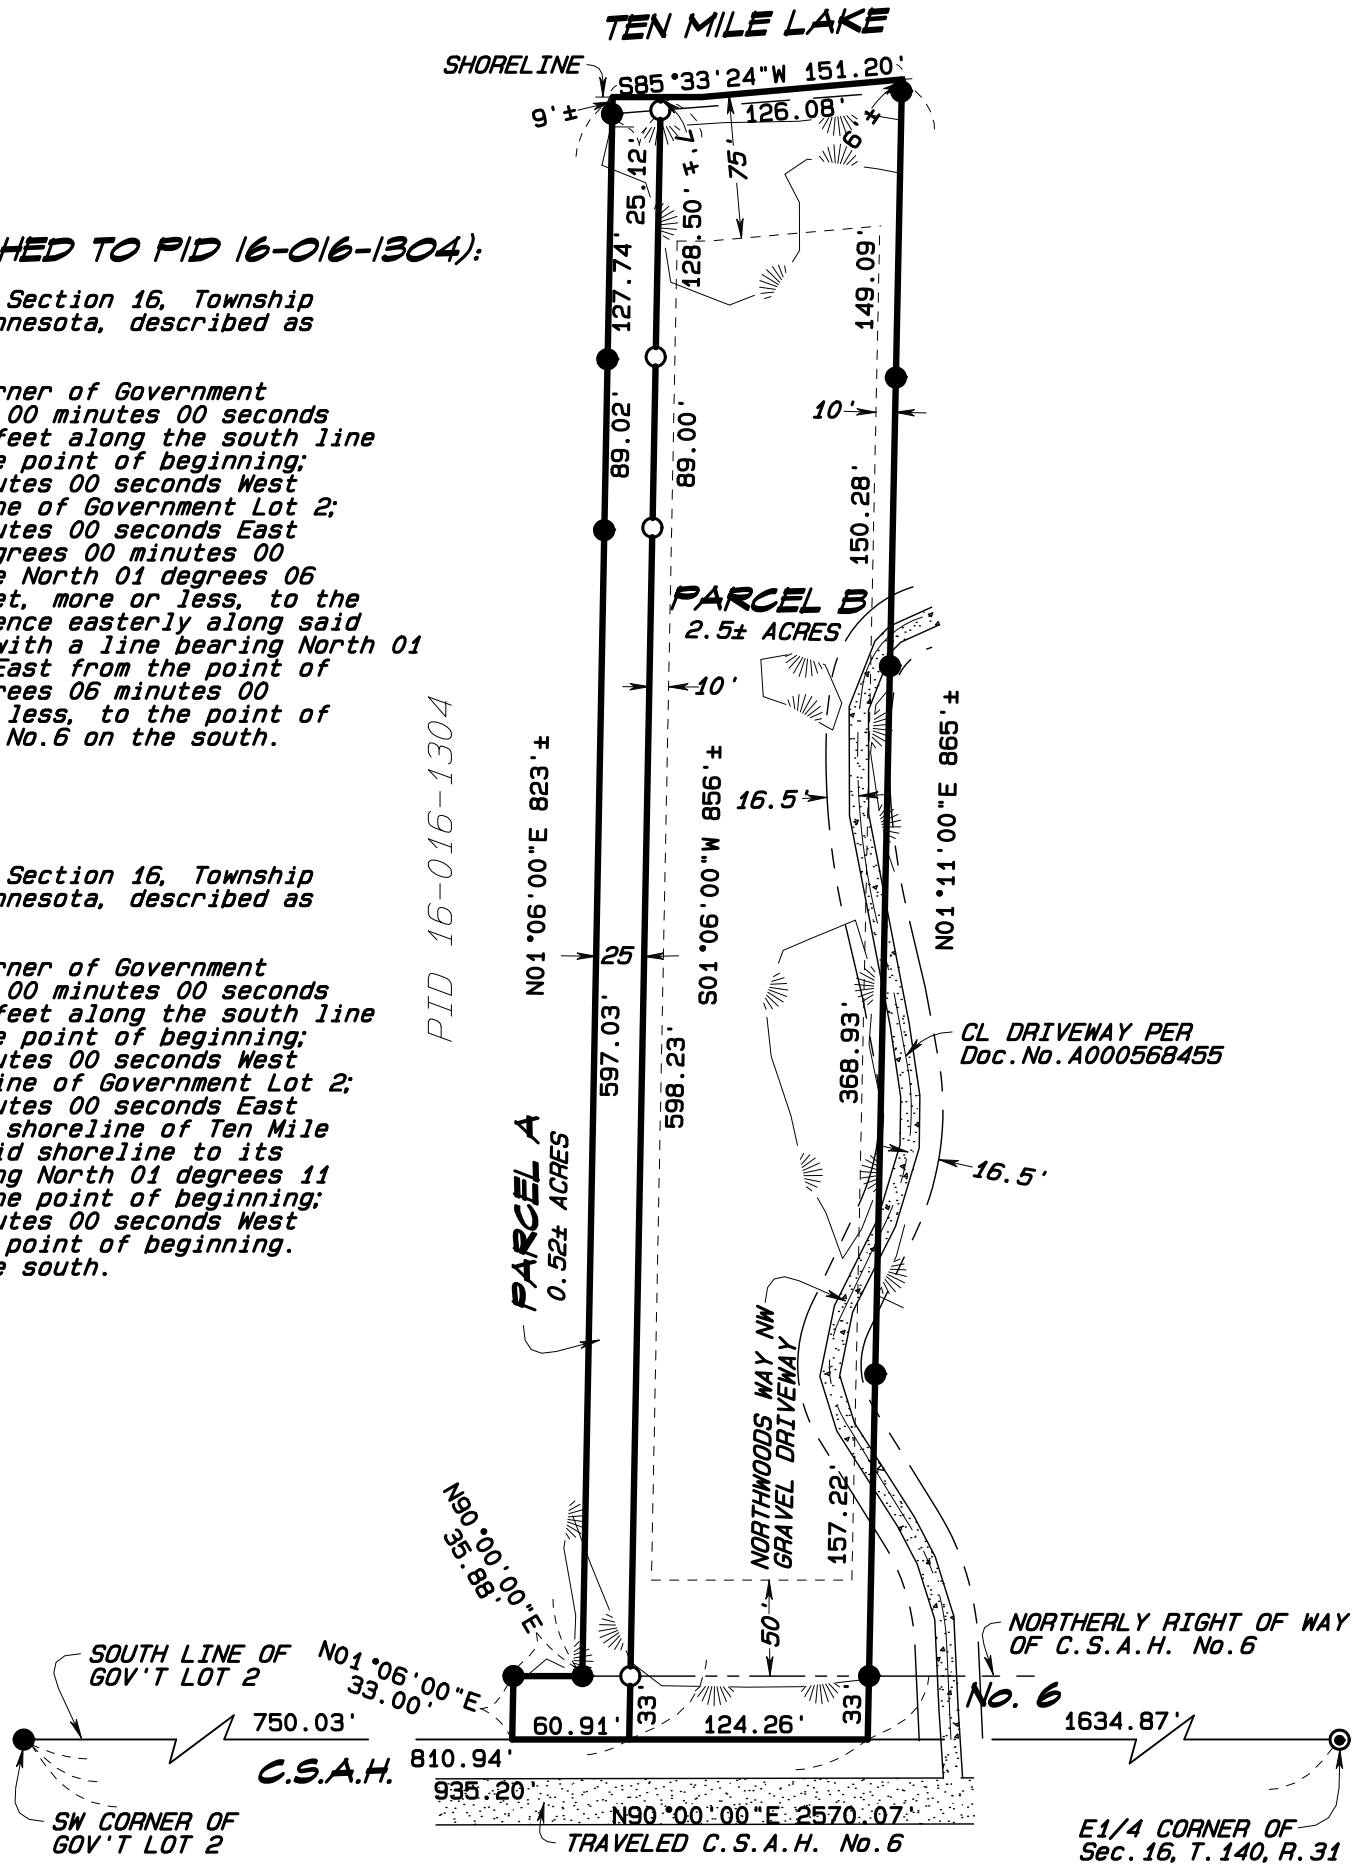 TEN MILE LAKE
SHORELINE
S85°33'24"W 151.20'
126.08'
9'±
7'±
9'±
75'
25.12'
128.50'
127.74'
149.09'
HED TO PID 16-016-1304):
Section 16, Township
nnesota, described as
rner of Government
00 minutes 00 seconds
feet along the south line
e point of beginning;
utes 00 seconds West
ne of Government Lot 2;
utes 00 seconds East
grees 00 minutes 00
e North 01 degrees 06
et, more or less, to the
ence easterly along said
with a line bearing North 01
East from the point of
rees 06 minutes 00
less, to the point of
No.6 on the south.
89.02'
89.00'
10'
150.28'
PARCEL B
2.5± ACRES
10'
PID 16-016-1304
N01°06'00"E 823'±
S01°06'00"W 856'±
16.5'
N01°11'00"E 865'±
Section 16, Township
nnesota, described as
rner of Government
00 minutes 00 seconds
feet along the south line
e point of beginning;
utes 00 seconds West
ine of Government Lot 2;
utes 00 seconds East
shoreline of Ten Mile
id shoreline to its
ng North 01 degrees 11
he point of beginning;
utes 00 seconds West
point of beginning.
e south.
25
597.03'
598.23'
368.93'
CL DRIVEWAY PER
Doc.No.A000568455
16.5'
PARCEL A
0.52± ACRES
NORTHWOODS WAY NW
GRAVEL DRIVEWAY
157.22'
N90°00'00"E
35.88'
50'
NORTHERLY RIGHT OF WAY
OF C.S.A.H. No.6
SOUTH LINE OF
GOV'T LOT 2
N01°06'00"E
33.00'
33'
33'
No. 6
750.03'
60.91'
124.26'
1634.87'
C.S.A.H.
810.94'
935.20'
N90°00'00"E 2570.07'
SW CORNER OF
GOV'T LOT 2
TRAVELED C.S.A.H. No.6
E1/4 CORNER OF
Sec.16, T.140, R.31